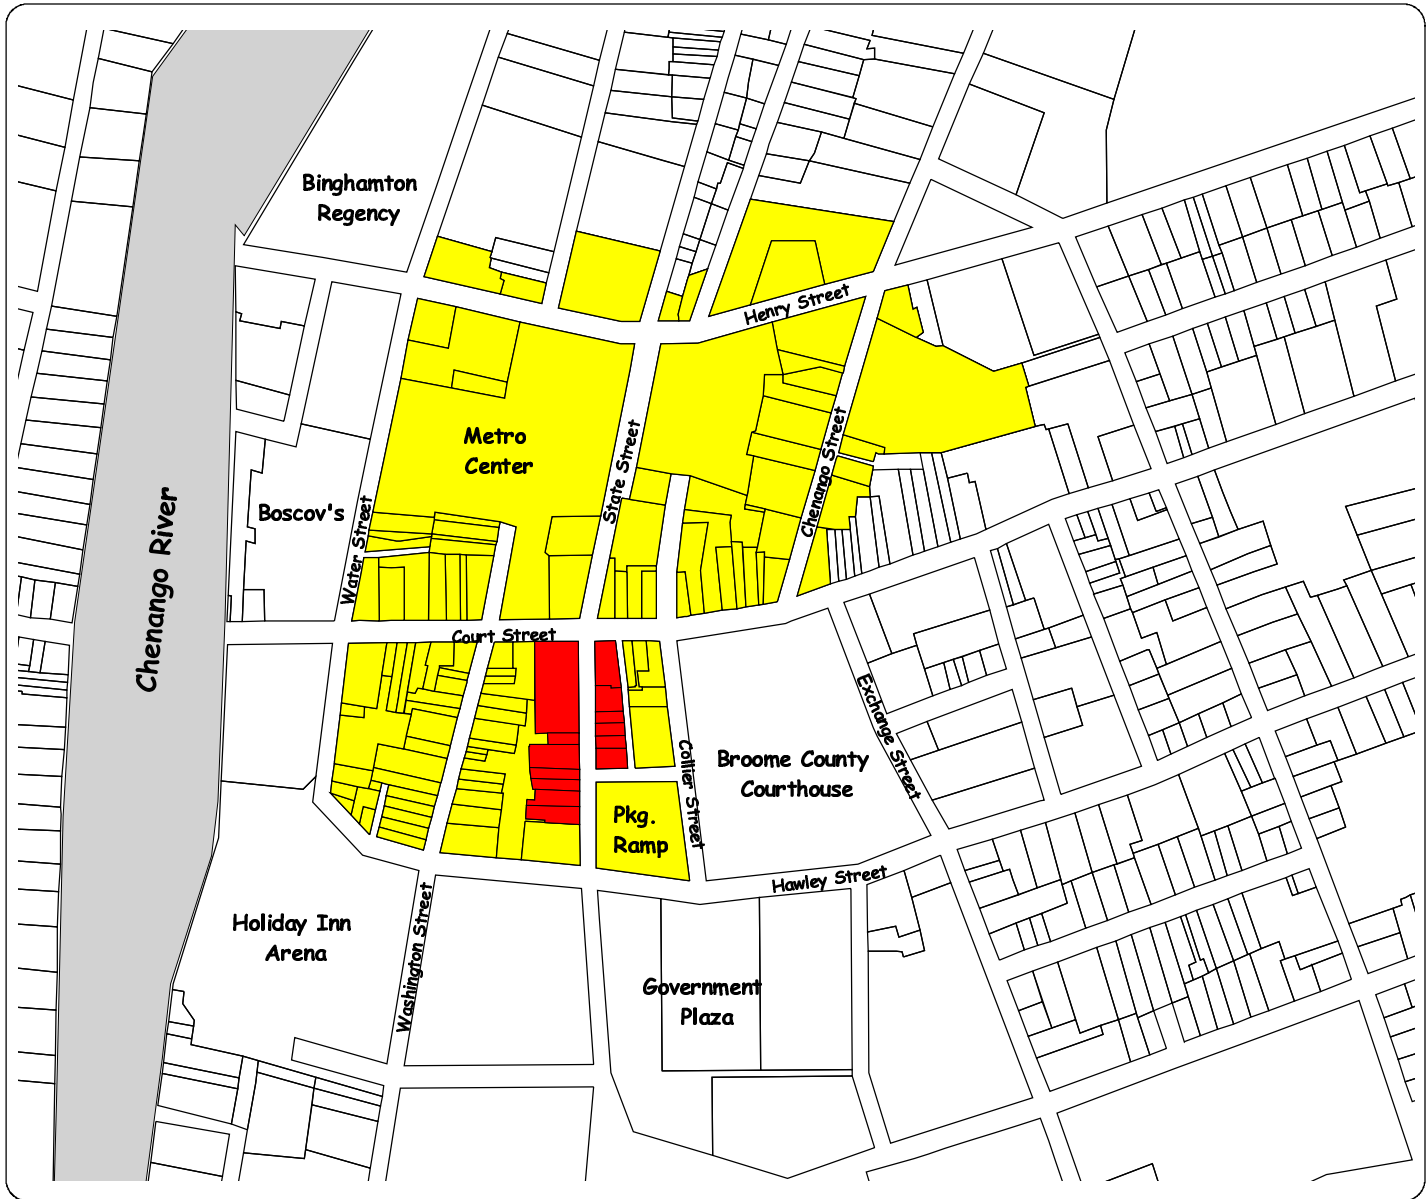 Binghamton
Regency
Henry Street
Metro
Center
State Street
Chenango Street
Chenango River
Boscov's
Water Street
Court Street
Exchange Street
Collier Street
Broome County
Courthouse
Pkg.
Ramp
Hawley Street
Washington Street
Holiday Inn
Arena
Government
Plaza